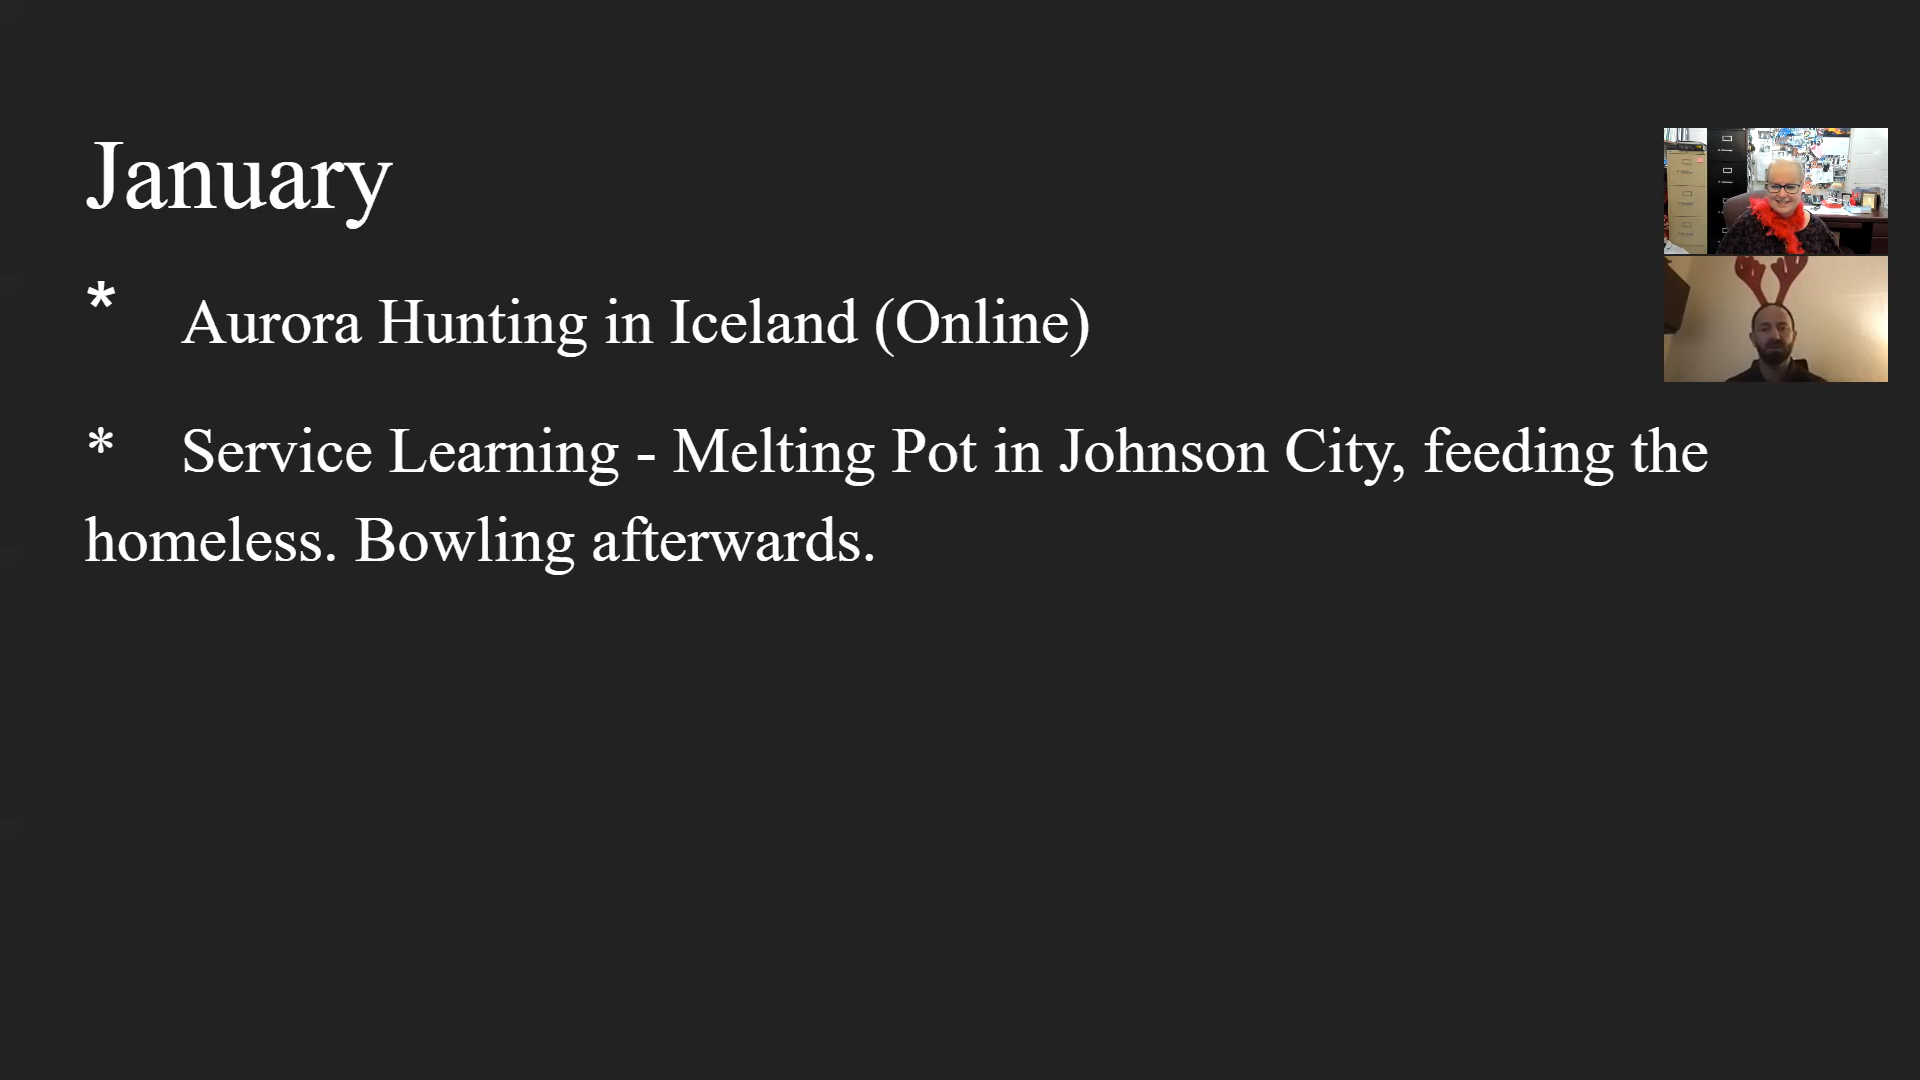 January
* Aurora Hunting in Iceland (Online)
* Service Learning - Melting Pot in Johnson City, feeding the
homeless. Bowling afterwards.